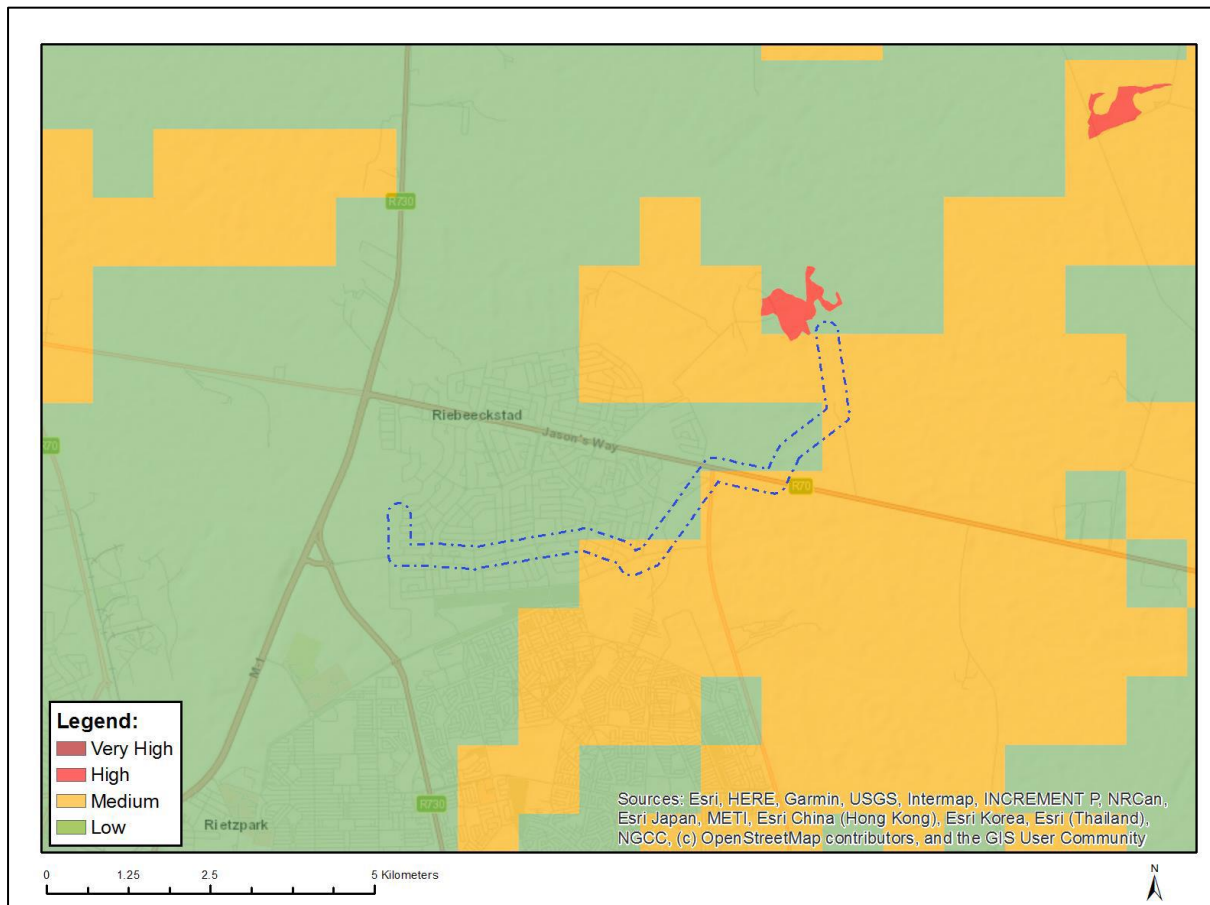 R730
Riebeeckstad
Jason's Way
R70
R70
M-1
Legend:
Very High
High
Medium
Low
Rietzpark
R730
Sources: Esri, HERE, Garmin, USGS, Intermap, INCREMENT P, NRCan,
Esri Japan, METI, Esri China (Hong Kong), Esri Korea, Esri (Thailand),
NGCC, (c) OpenStreetMap contributors, and the GIS User Community
0 1.25 2.5 5 Kilometers
N